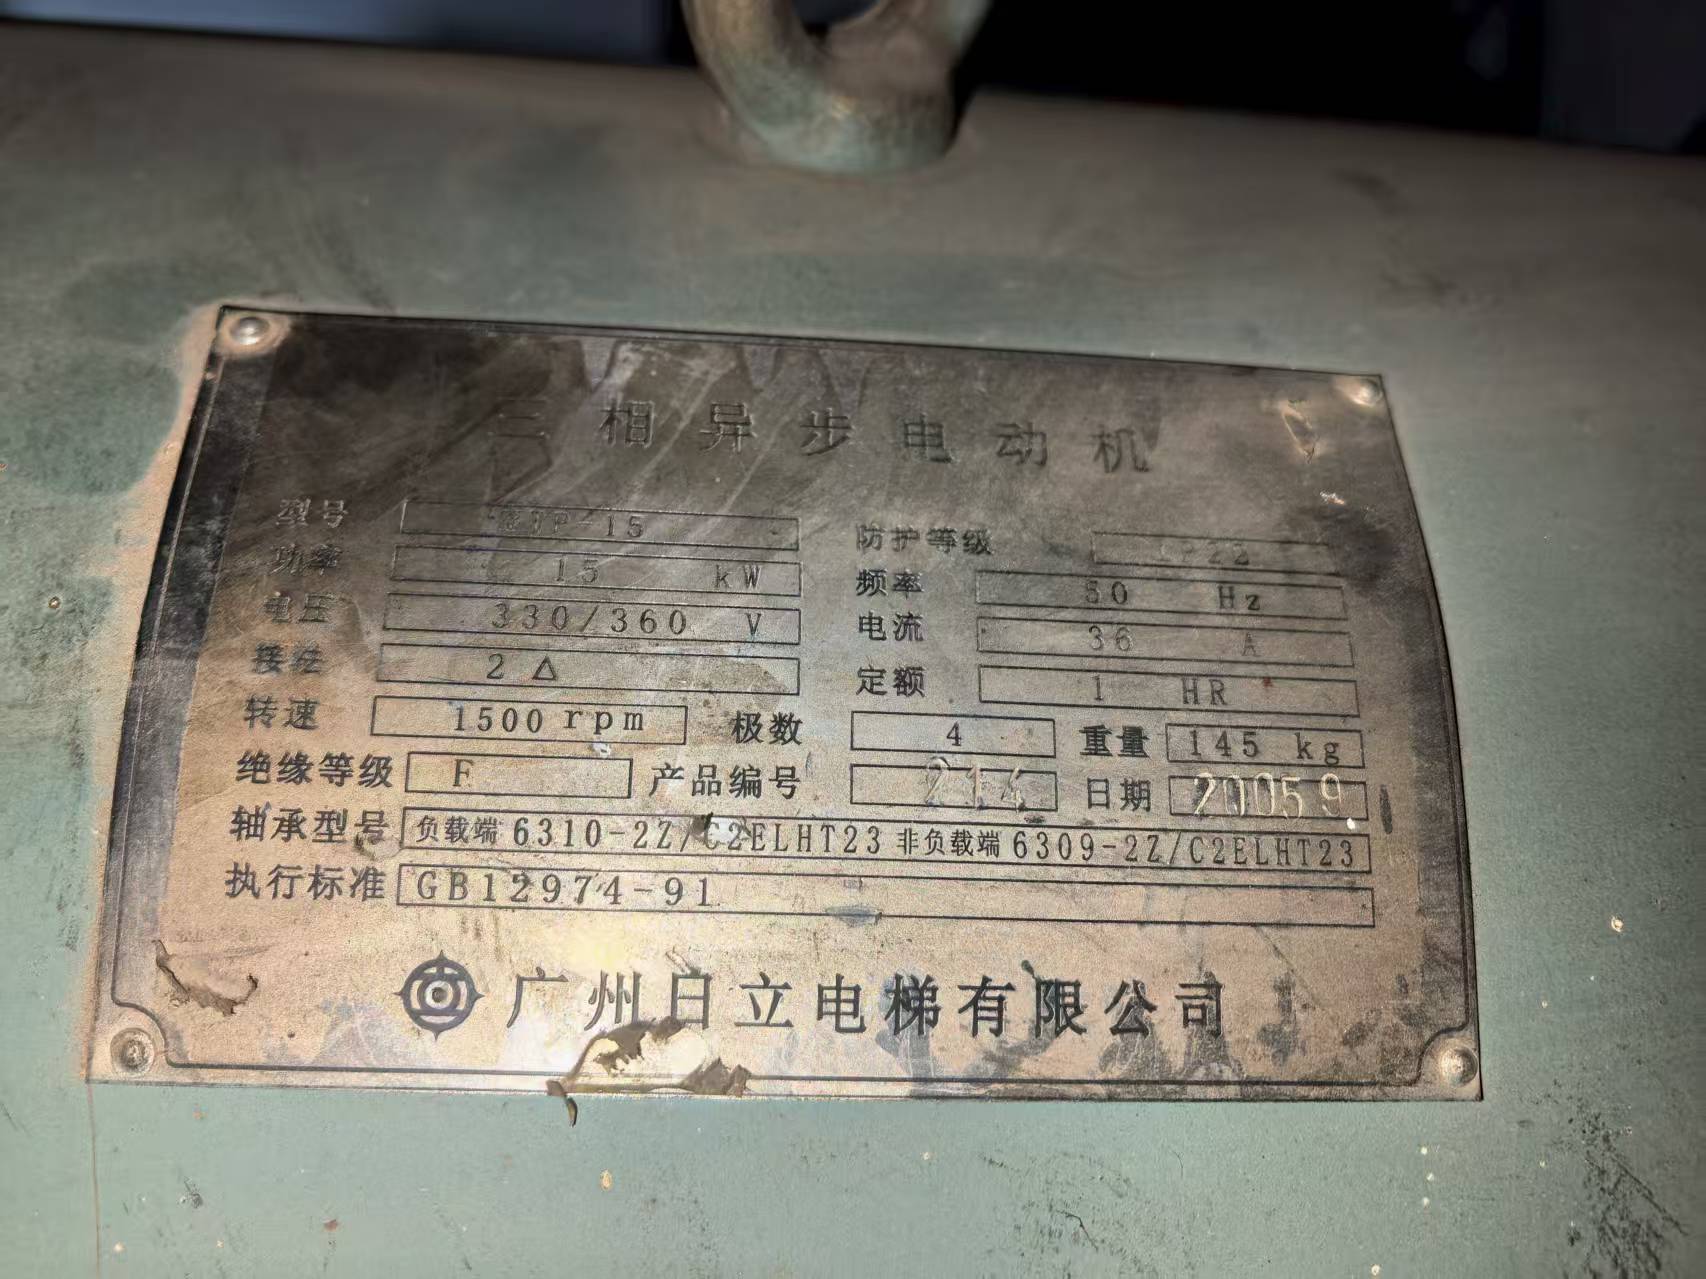 三相异步电动机
型号 -15 防护等级 IP22
功率 15 kW 频率 50 Hz
电压 330/360 V 电流 36 A
接法 2 △ 定额 1 HR
转速 1500 rpm 极数 4 重量 145 kg
绝缘等级 F 产品编号 214 日期 20059
轴承型号 负载端 6310-2Z/C2ELHT23 非负载端 6309-2Z/C2ELHT23
执行标准 GB12974-91
广州日立电梯有限公司